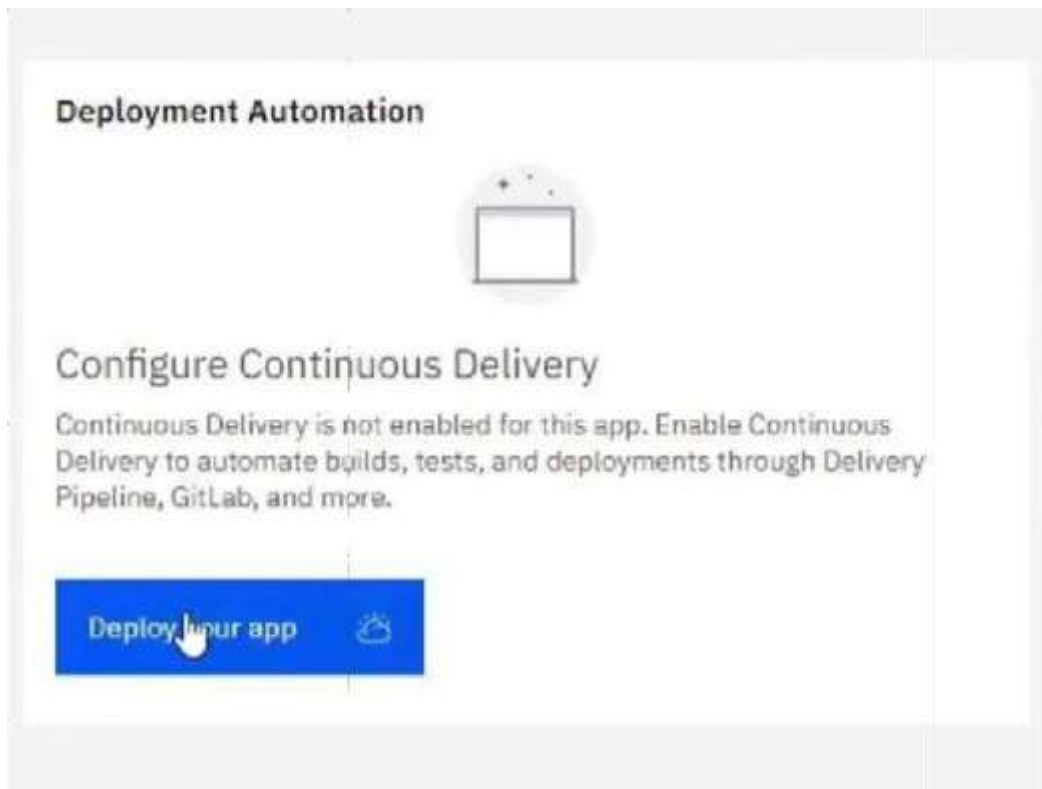 Deployment Automation
Configure Continuous Delivery
Continuous Delivery is not enabled for this app. Enable Continuous
Delivery to automate builds, tests, and deployments through Delivery
Pipeline, GitLab, and more.
Deploy your app